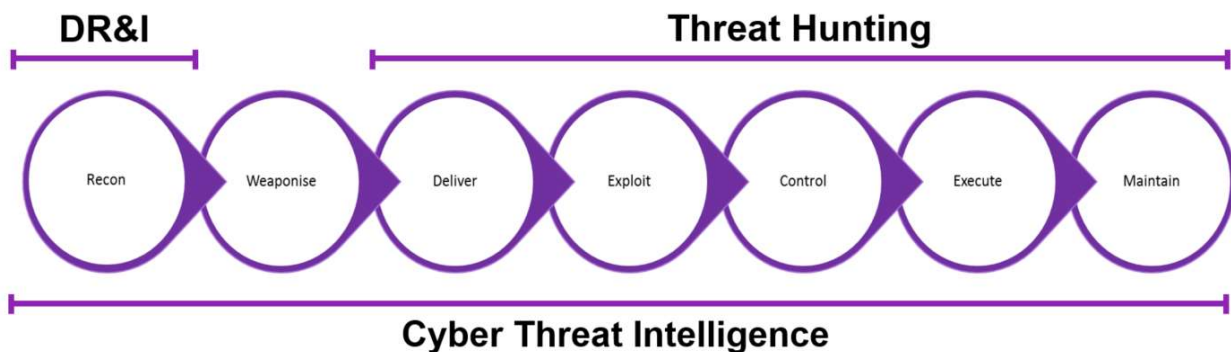 DR&I
Threat Hunting
Recon
Weaponise
Deliver
Exploit
Control
Execute
Maintain
Cyber Threat Intelligence